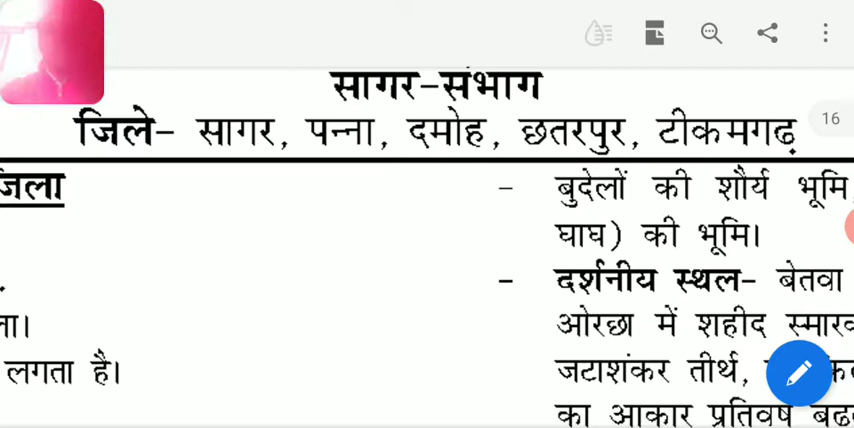 सागर-संभाग
जिले- सागर, पन्ना, दमोह, छतरपुर, टीकमगढ़
16
जिला
लगता है।
- बुदेलों की शौर्य भूमि
घाघ) की भूमि।
- दर्शनीय स्थल- बेतवा
ओरछा में शहीद
जटाशंकर तीर्थ,
का आकार प्रतिवर्ष